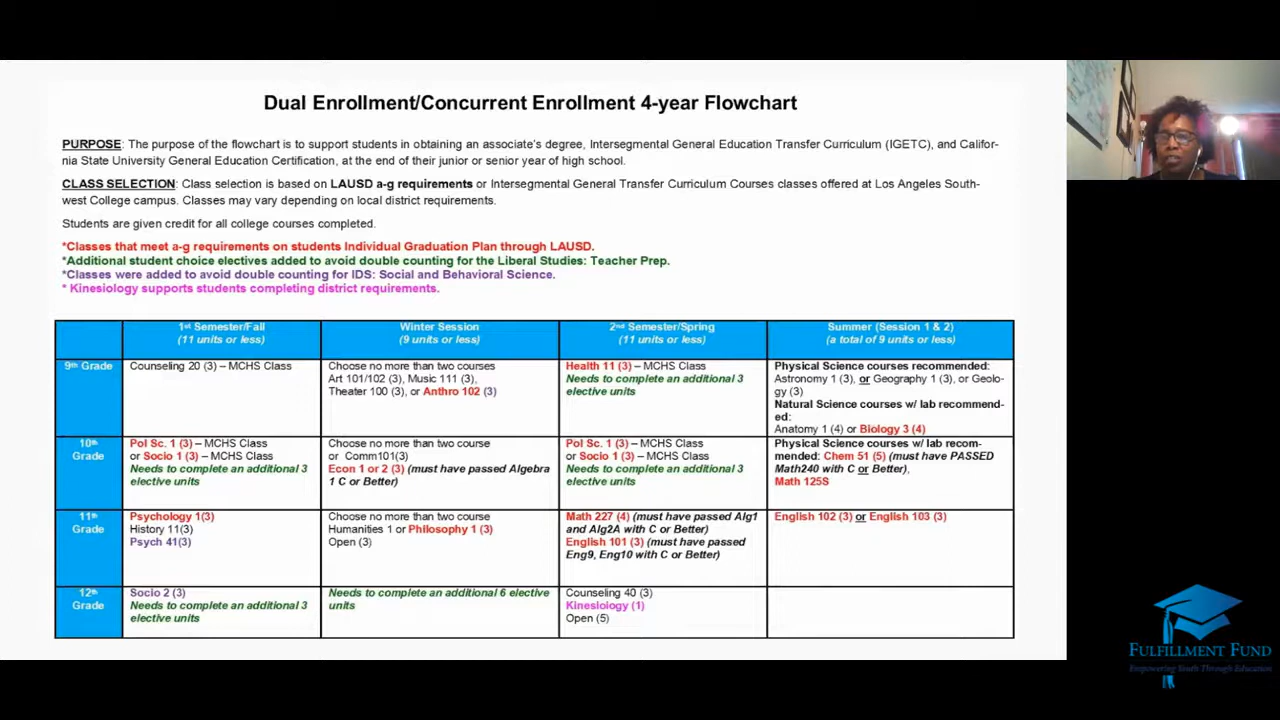 Dual Enrollment/Concurrent Enrollment 4-year Flowchart
PURPOSE: The purpose of the flowchart is to support students in obtaining an associate's degree, Intersegmental General Education Transfer Curriculum (IGETC), and Califor-
nia State University General Education Certification, at the end of their junior or senior year of high school.
CLASS SELECTION: Class selection is based on LAUSD a-g requirements or Intersegmental General Transfer Curriculum Courses classes offered at Los Angeles South-
west College campus. Classes may vary depending on local district requirements.
Students are given credit for all college courses completed.
*Classes that meet a-g requirements on students Individual Graduation Plan through LAUSD.
*Additional student choice electives added to avoid double counting for the Liberal Studies: Teacher Prep.
*Classes were added to avoid double counting for IDS: Social and Behavioral Science.
* Kinesiology supports students completing district requirements.
1st Semester/Fall
(11 units or less)
Winter Session
(9 units or less)
2nd Semester/Spring
(11 units or less)
Summer (Session 1 & 2)
(a total of 9 units or less)
9th Grade
Counseling 20 (3) – MCHS Class
Choose no more than two courses
Art 101/102 (3), Music 111 (3),
Theater 100 (3), or Anthro 102 (3)
Health 11 (3) – MCHS Class
Needs to complete an additional 3
elective units
Physical Science courses recommended:
Astronomy 1 (3), or Geography 1 (3), or Geolo-
gy (3)
Natural Science courses w/ lab recommend-
ed:
Anatomy 1 (4) or Biology 3 (4)
10th
Grade
Pol Sc. 1 (3) – MCHS Class
or Socio 1 (3) – MCHS Class
Needs to complete an additional 3
elective units
Choose no more than two course
or Comm101(3)
Econ 1 or 2 (3) (must have passed Algebra
1 C or Better)
Pol Sc. 1 (3) – MCHS Class
or Socio 1 (3) – MCHS Class
Needs to complete an additional 3
elective units
Physical Science courses w/ lab recom-
mended: Chem 51 (5) (must have PASSED
Math240 with C or Better),
Math 125S
11th
Grade
Psychology 1(3)
History 11(3)
Psych 41(3)
Choose no more than two course
Humanities 1 or Philosophy 1 (3)
Open (3)
Math 227 (4) (must have passed Alg1
and Alg2A with C or Better)
English 101 (3) (must have passed
Eng9, Eng10 with C or Better)
English 102 (3) or English 103 (3)
12th
Grade
Socio 2 (3)
Needs to complete an additional 3
elective units
Needs to complete an additional 6 elective
units
Counseling 40 (3)
Kinesiology (1)
Open (5)
FULFILLMENT FUND
Empowering Youth Through Education